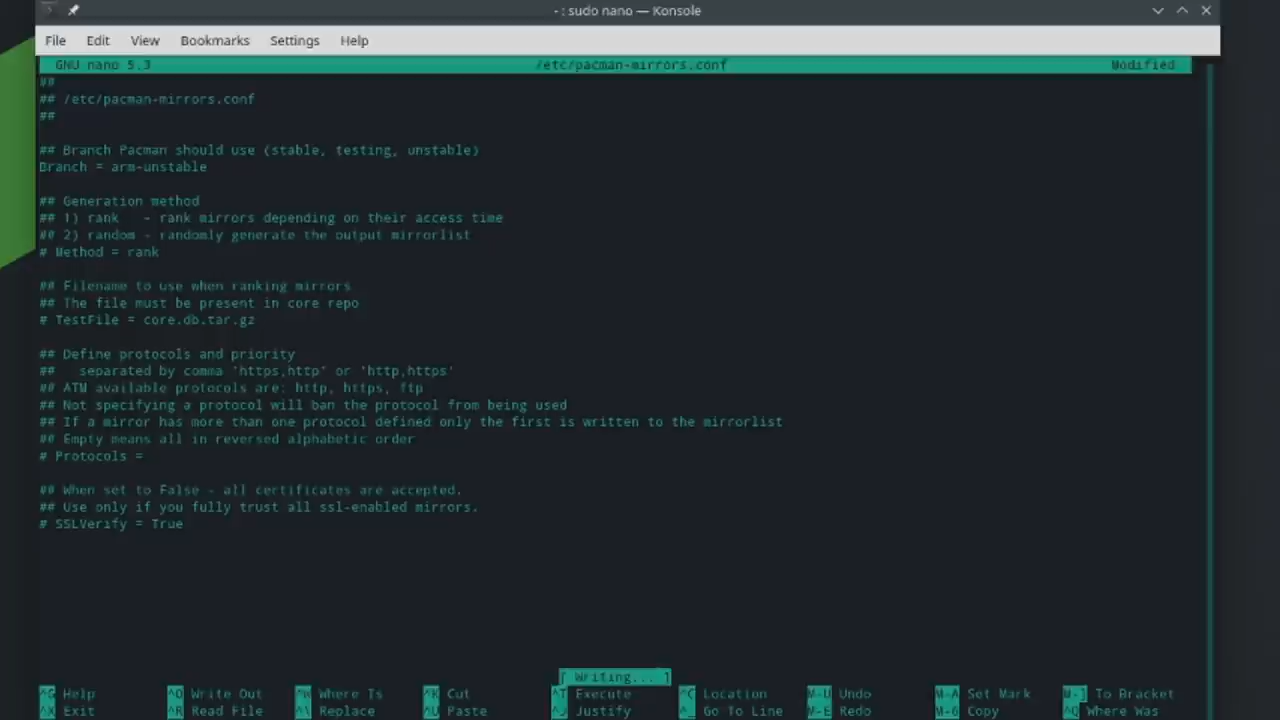 - : sudo nano — Konsole
File Edit View Bookmarks Settings Help
GNU nano 5.3 /etc/pacman-mirrors.conf Modified
##
## /etc/pacman-mirrors.conf
##
## Branch Pacman should use (stable, testing, unstable)
Branch = arm-unstable
## Generation method
## 1) rank   - rank mirrors depending on their access time
## 2) random - randomly generate the output mirrorlist
# Method = rank
## Filename to use when ranking mirrors
## The file must be present in core repo
# TestFile = core.db.tar.gz
## Define protocols and priority
##   separated by comma 'https,http' or 'http,https'
## ATM available protocols are: http, https, ftp
## Not specifying a protocol will ban the protocol from being used
## If a mirror has more than one protocol defined only the first is written to the mirrorlist
## Empty means all in reversed alphabetic order
# Protocols =
## When set to False - all certificates are accepted.
## Use only if you fully trust all ssl-enabled mirrors.
# SSLVerify = True
[ Writing... ]
^G Help ^O Write Out ^W Where Is ^K Cut ^T Execute ^C Location M-U Undo M-A Set Mark M-] To Bracket
^X Exit ^R Read File ^\ Replace ^U Paste ^J Justify ^_ Go To Line M-E Redo M-6 Copy ^Q Where Was